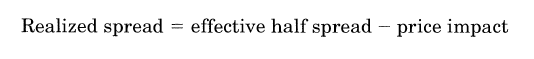 Realized spread = effective half spread − price impact